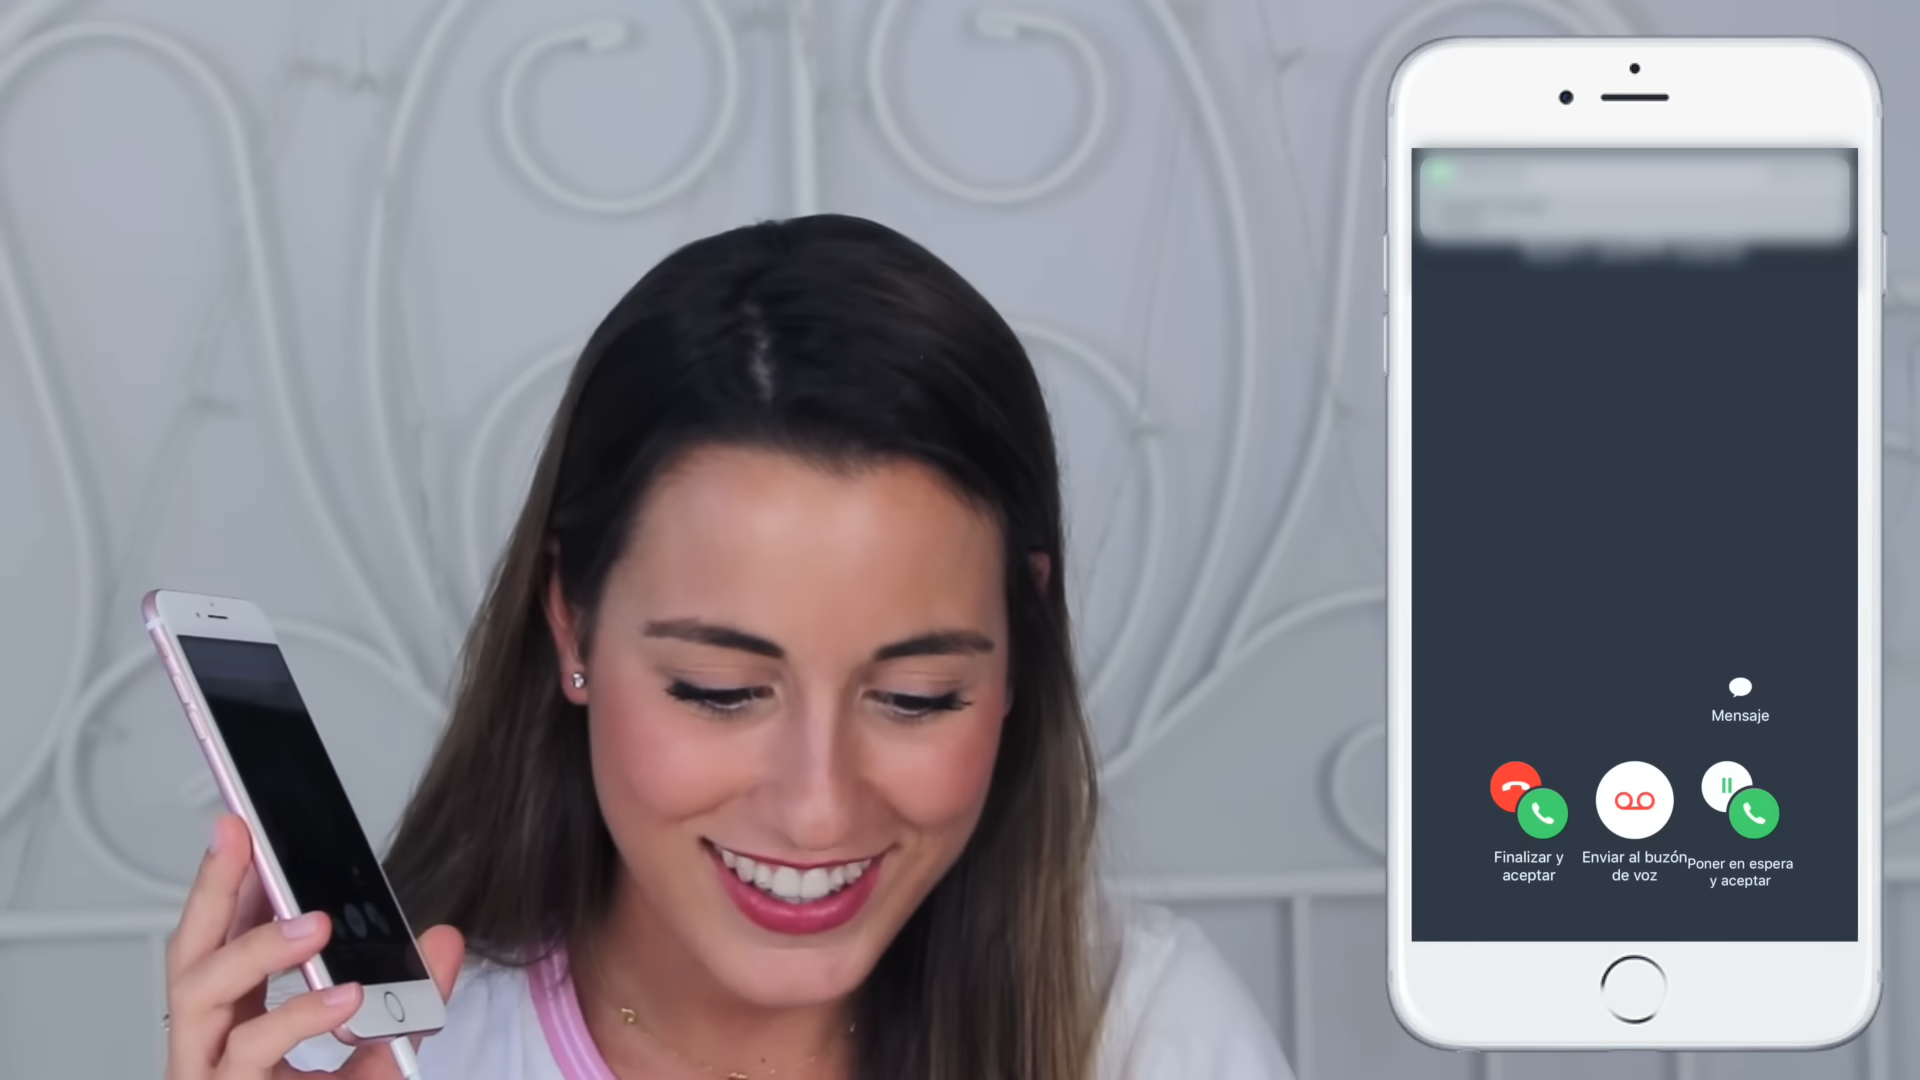 Mensaje
Finalizar y
aceptar
Enviar al buzón
de voz
Poner en espera
y aceptar